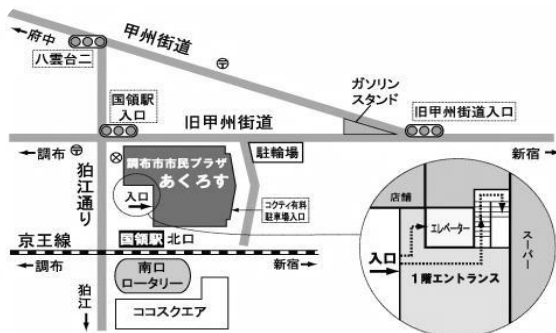 甲州街道
←府中
八雲台二
国領駅
入口
ガソリン
スタンド
旧甲州街道
旧甲州街道入口
←調布
新宿→
駐輪場
調布市市民プラザ
あくろす
狛江通り
入口
コクティ有料
駐車場入口
店舗
エレベーター
スーパー
入口
1階エントランス
京王線
国領駅 北口
←調布
新宿→
南口
ロータリー
狛江
ココスクエア